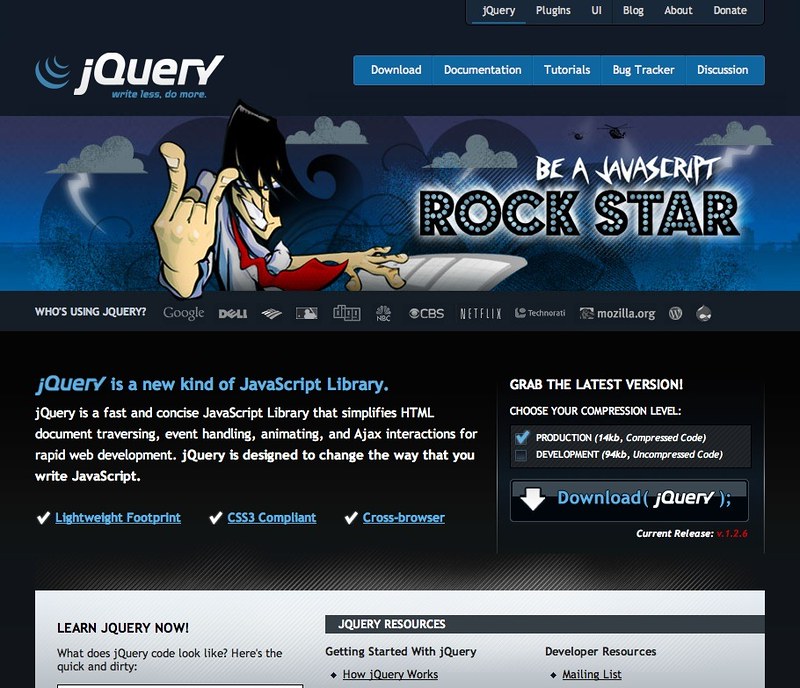 jQuery Plugins UI Blog About Donate
jQuery
write less, do more.
Download Documentation Tutorials Bug Tracker Discussion
BE A JAVASCRIPT
ROCK STAR
WHO'S USING JQUERY? Google DELL digg NBC CBS NETFLIX Technorati mozilla.org
jQuery is a new kind of JavaScript Library.
jQuery is a fast and concise JavaScript Library that simplifies HTML
document traversing, event handling, animating, and Ajax interactions for
rapid web development. jQuery is designed to change the way that you
write JavaScript.
Lightweight Footprint CSS3 Compliant Cross-browser
GRAB THE LATEST VERSION!
CHOOSE YOUR COMPRESSION LEVEL:
PRODUCTION (14kb, Compressed Code)
DEVELOPMENT (94kb, Uncompressed Code)
Download( jQuery );
Current Release: v.1.2.6
LEARN JQUERY NOW!
What does jQuery code look like? Here's the
quick and dirty:
JQUERY RESOURCES
Getting Started With jQuery
How jQuery Works
Developer Resources
Mailing List